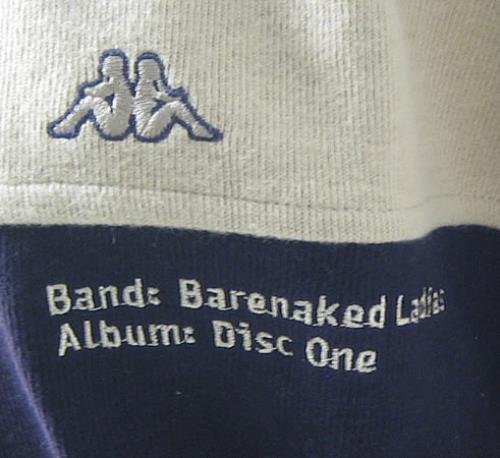 Band: Barenaked Ladies
Album: Disc One